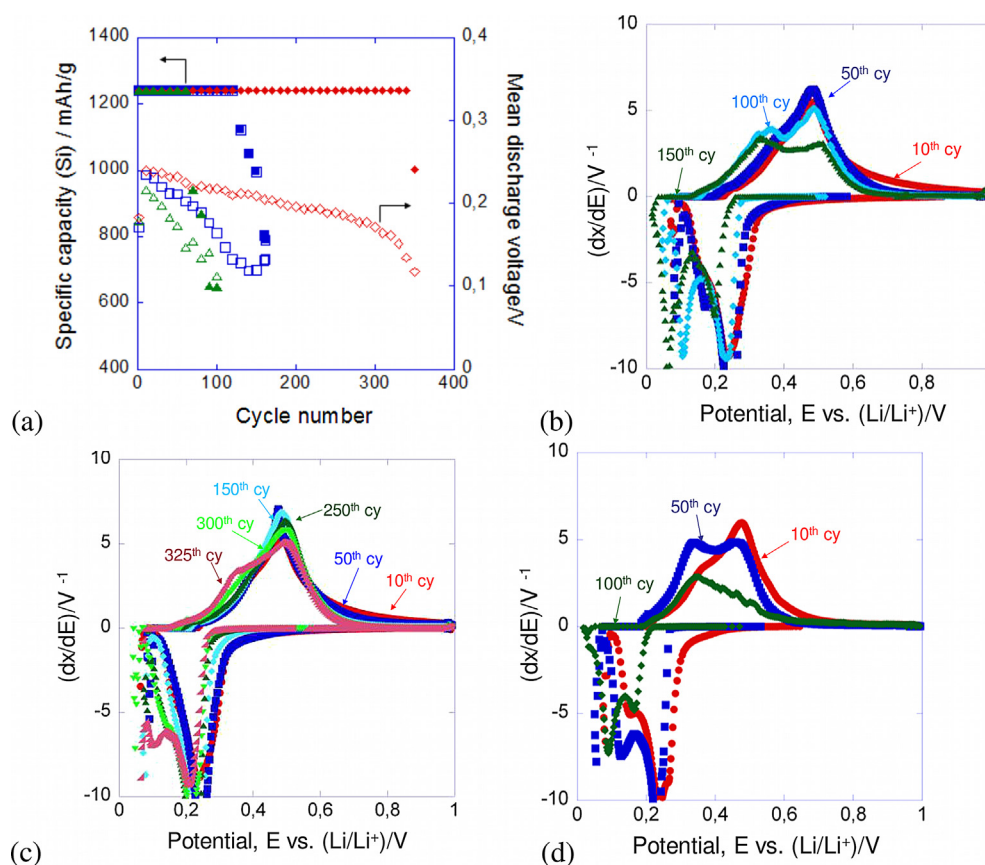 1400
1200
1000
800
600
400
0
100
200
300
400
0,4
0,3
0,2
0,1
0
Specific capacity (Si) / mAh/g
Mean discharge voltage/V
Cycle number
(a)
10
5
0
-5
-10
0
0,2
0,4
0,6
0,8
50th cy
100th cy
150th cy
10th cy
(dx/dE)/V -1
Potential, E vs. (Li/Li+)/V
(b)
10
5
0
-5
-10
0
0,2
0,4
0,6
0,8
1
150th cy
250th cy
300th cy
325th cy
50th cy
10th cy
(dx/dE)/V -1
Potential, E vs. (Li/Li+)/V
(c)
10
5
0
-5
-10
0
0,2
0,4
0,6
0,8
1
50th cy
10th cy
100th cy
(dx/dE)/V -1
Potential, E vs. (Li/Li+)/V
(d)